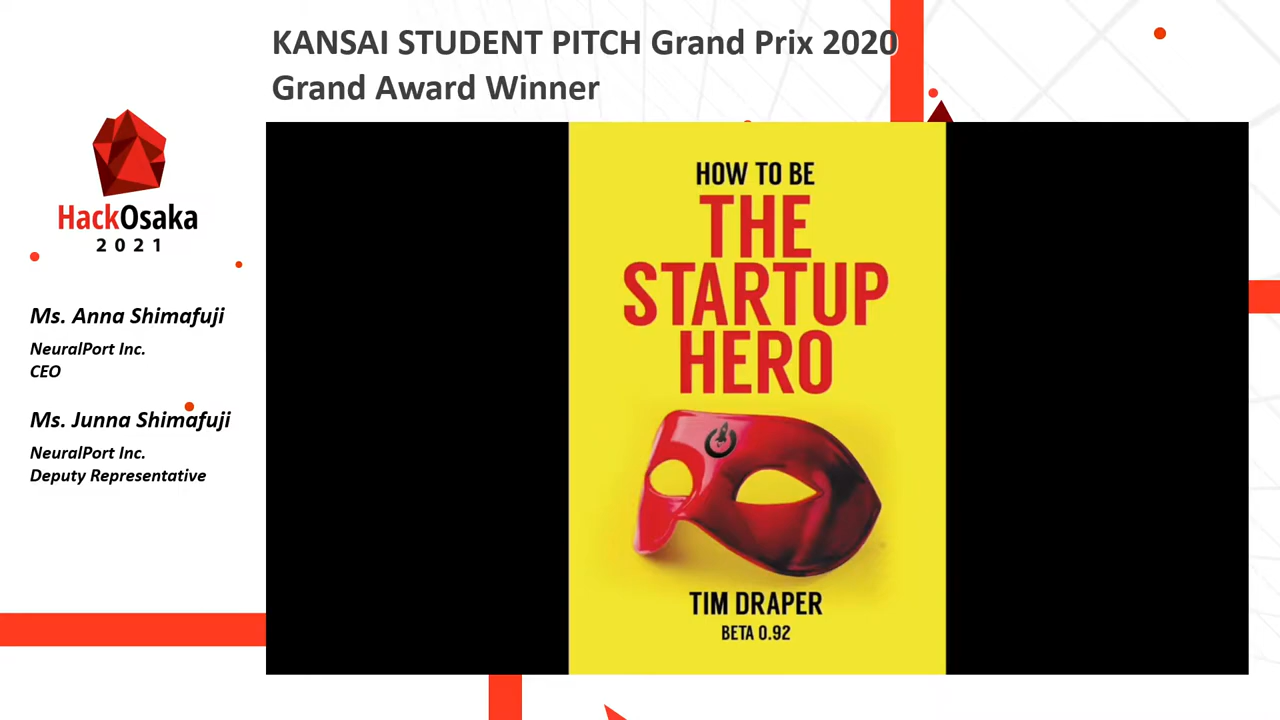 KANSAI STUDENT PITCH Grand Prix 2020
Grand Award Winner
HackOsaka
2021
Ms. Anna Shimafuji
NeuralPort Inc.
CEO
Ms. Junna Shimafuji
NeuralPort Inc.
Deputy Representative
HOW TO BE
THE
STARTUP
HERO
TIM DRAPER
BETA 0.92